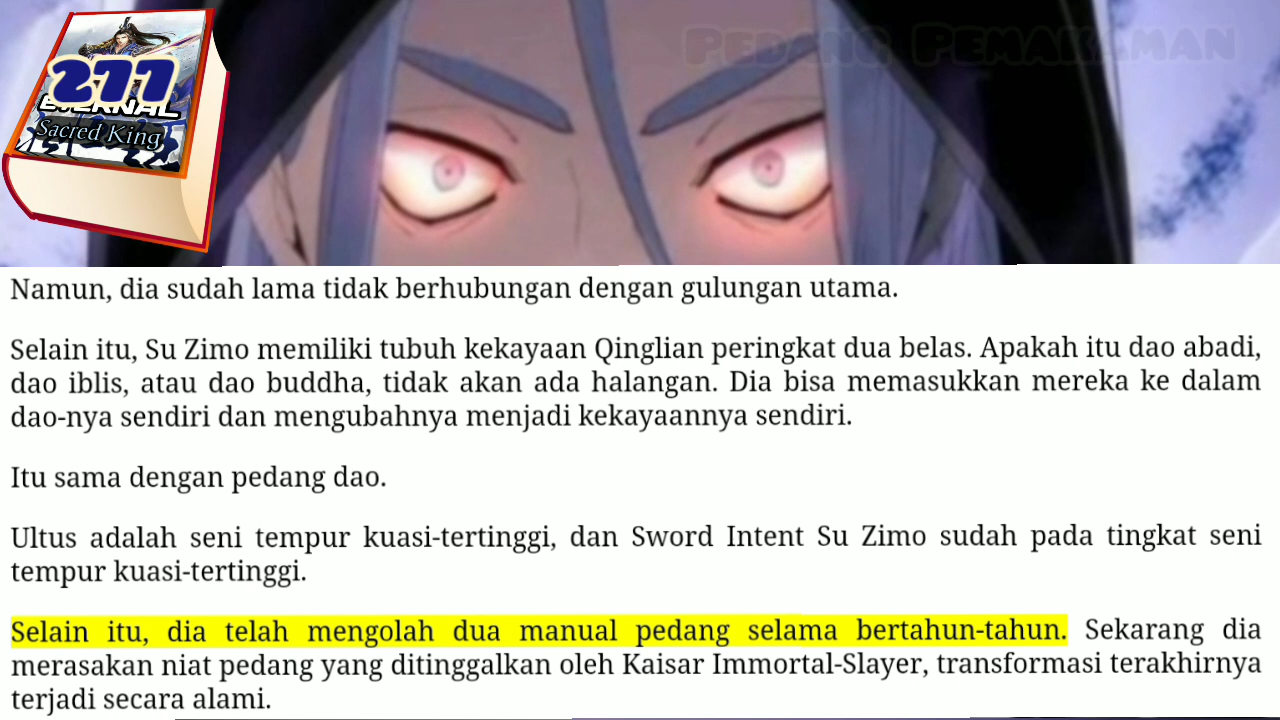 PEDANG PEMAKAMAN
277
ETERNAL
Sacred King
Namun, dia sudah lama tidak berhubungan dengan gulungan utama.
Selain itu, Su Zimo memiliki tubuh kekayaan Qinglian peringkat dua belas. Apakah itu dao abadi,
dao iblis, atau dao buddha, tidak akan ada halangan. Dia bisa memasukkan mereka ke dalam
dao-nya sendiri dan mengubahnya menjadi kekayaannya sendiri.
Itu sama dengan pedang dao.
Ultus adalah seni tempur kuasi-tertinggi, dan Sword Intent Su Zimo sudah pada tingkat seni
tempur kuasi-tertinggi.
Selain itu, dia telah mengolah dua manual pedang selama bertahun-tahun. Sekarang dia
merasakan niat pedang yang ditinggalkan oleh Kaisar Immortal-Slayer, transformasi terakhirnya
terjadi secara alami.